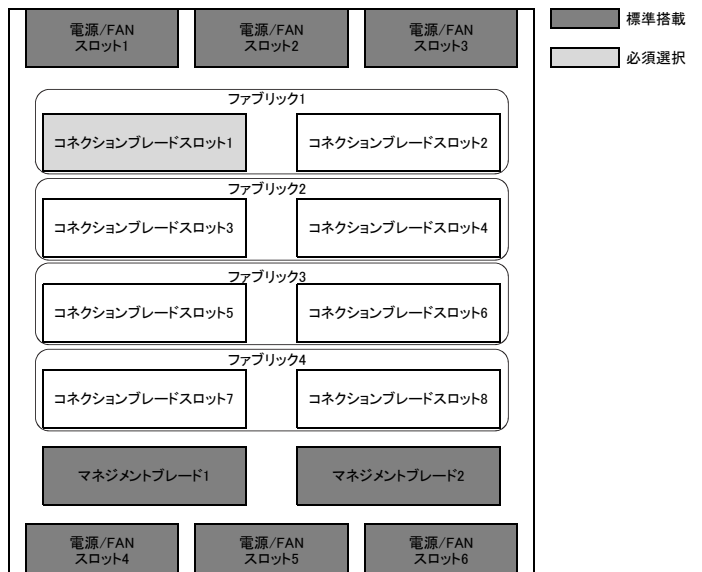 電源/FAN
スロット1
電源/FAN
スロット2
電源/FAN
スロット3
標準搭載
必須選択
ファブリック1
コネクションブレードスロット1
コネクションブレードスロット2
ファブリック2
コネクションブレードスロット3
コネクションブレードスロット4
ファブリック3
コネクションブレードスロット5
コネクションブレードスロット6
ファブリック4
コネクションブレードスロット7
コネクションブレードスロット8
マネジメントブレード1
マネジメントブレード2
電源/FAN
スロット4
電源/FAN
スロット5
電源/FAN
スロット6